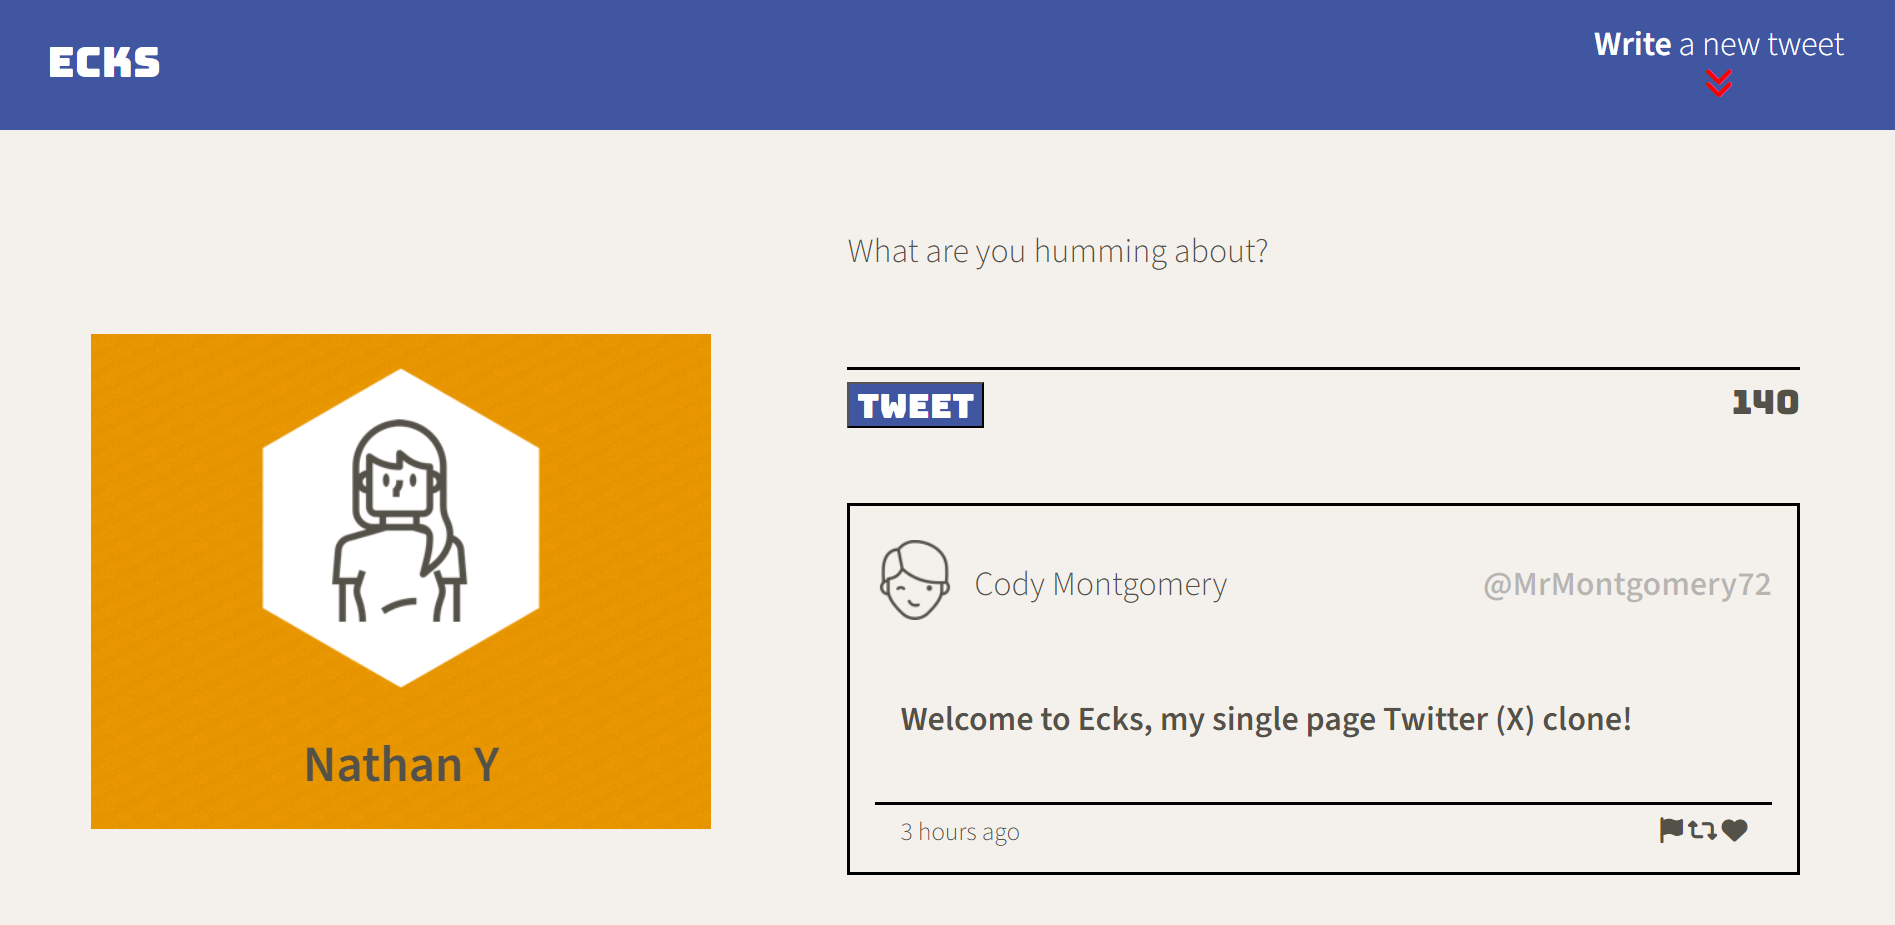 ECKS
Write a new tweet
What are you humming about?
TWEET
140
Nathan Y
Cody Montgomery
@MrMontgomery72
Welcome to Ecks, my single page Twitter (X) clone!
3 hours ago